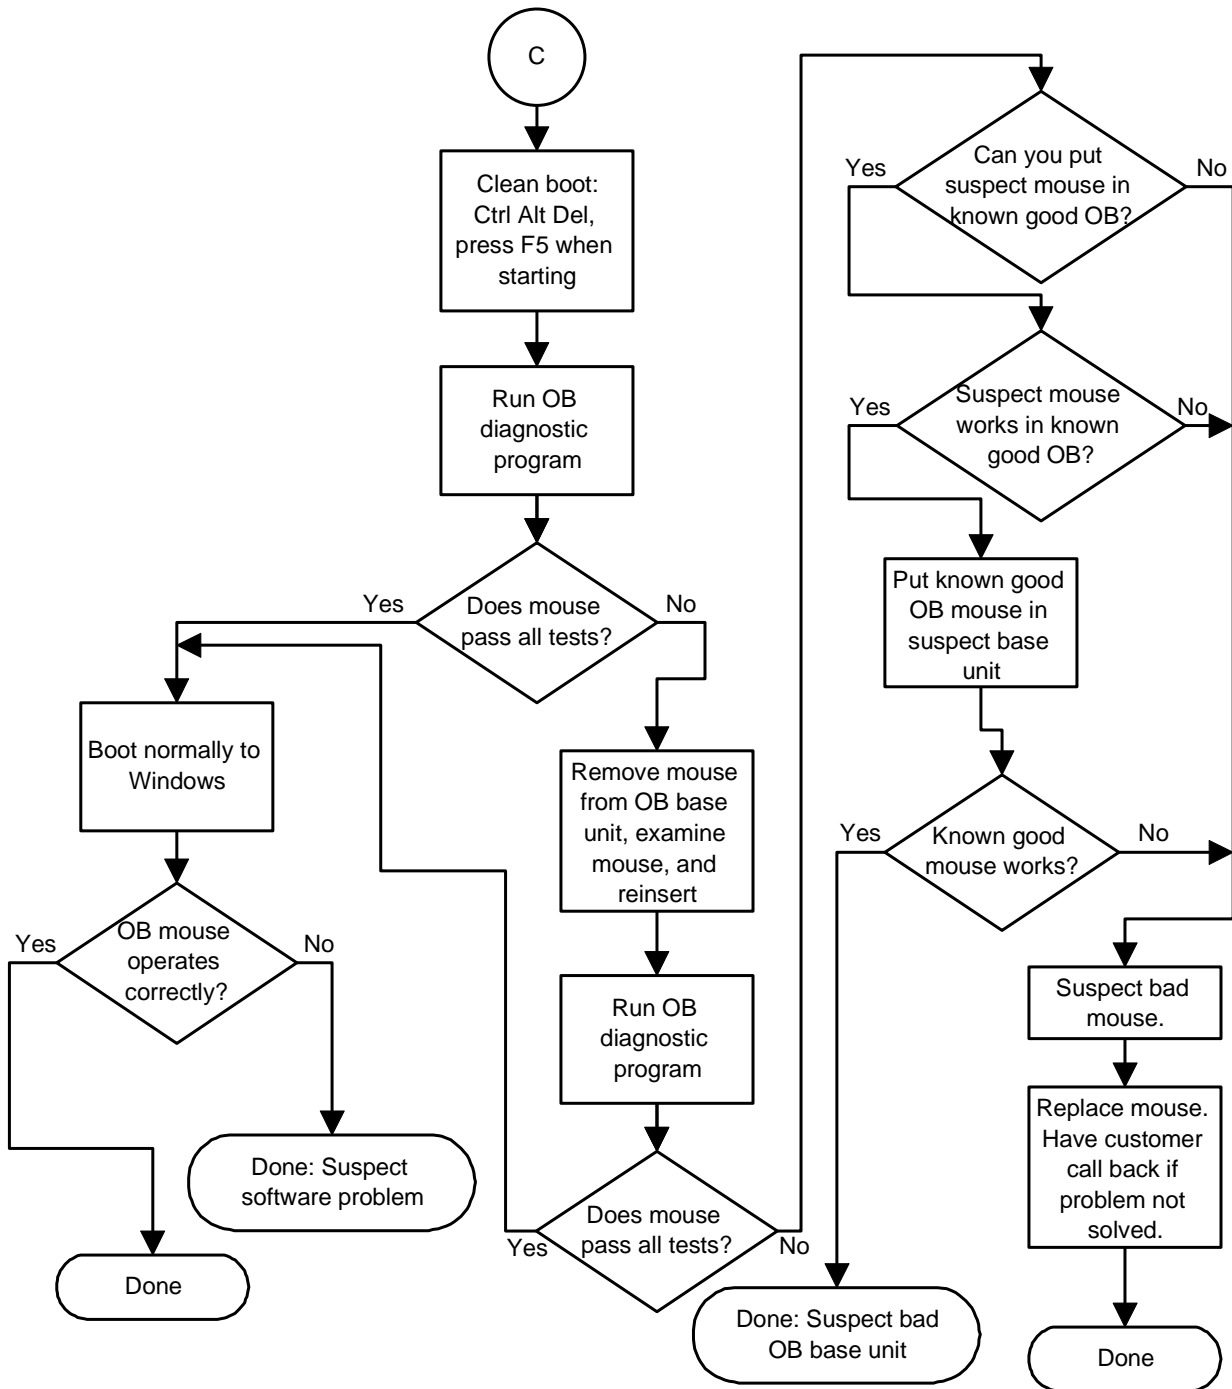 C
Clean boot:
Ctrl Alt Del,
press F5 when
starting
Run OB
diagnostic
program
Does mouse
pass all tests?
Yes
No
Boot normally to
Windows
OB mouse
operates
correctly?
Yes
No
Done: Suspect
software problem
Done
Remove mouse
from OB base
unit, examine
mouse, and
reinsert
Run OB
diagnostic
program
Does mouse
pass all tests?
Yes
No
Can you put
suspect mouse in
known good OB?
Yes
No
Suspect mouse
works in known
good OB?
Yes
No
Put known good
OB mouse in
suspect base
unit
Known good
mouse works?
Yes
No
Done: Suspect bad
OB base unit
Suspect bad
mouse.
Replace mouse.
Have customer
call back if
problem not
solved.
Done